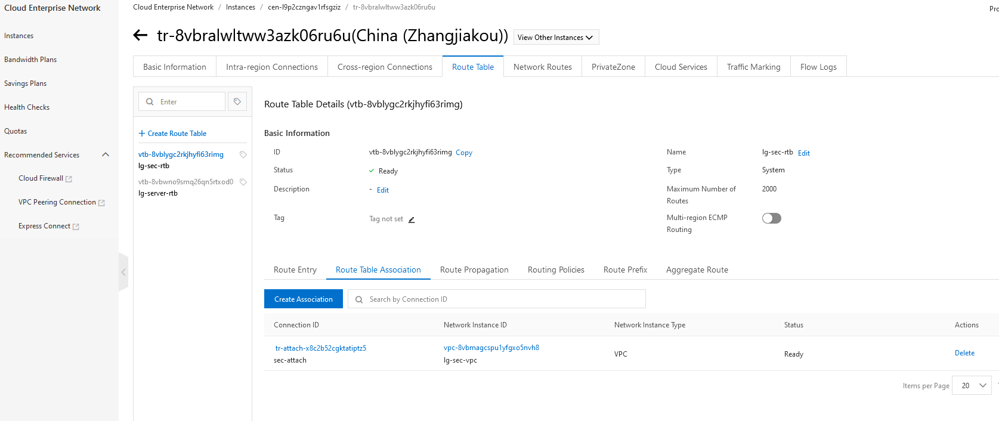 Cloud Enterprise Network
Instances
Bandwidth Plans
Savings Plans
Health Checks
Quotas
Recommended Services
Cloud Firewall
VPC Peering Connection
Express Connect
Cloud Enterprise Network / Instances / cen-l9p2czngav1rfsgziz / tr-8vbralwltww3azk06ru6u
Pro
tr-8vbralwltww3azk06ru6u(China (Zhangjiakou)) View Other Instances
Basic Information Intra-region Connections Cross-region Connections Route Table Network Routes PrivateZone Cloud Services Traffic Marking Flow Logs
Enter
+ Create Route Table
vtb-8vblygc2rkjhyfi63rimg
lg-sec-rtb
vtb-8vbwno9smq26qn5rtxod0
lg-server-rtb
Route Table Details (vtb-8vblygc2rkjhyfi63rimg)
Basic Information
ID vtb-8vblygc2rkjhyfi63rimg Copy Name lg-sec-rtb Edit
Status Ready Type System
Description - Edit Maximum Number of Routes 2000
Tag Tag not set Multi-region ECMP Routing
Route Entry Route Table Association Route Propagation Routing Policies Route Prefix Aggregate Route
Create Association Search by Connection ID
Connection ID Network Instance ID Network Instance Type Status Actions
tr-attach-x8c2b52cgktatiptz5 vpc-8vbmagcspu1yfgxo5nvh8 VPC Ready Delete
sec-attach lg-sec-vpc
Items per Page 20